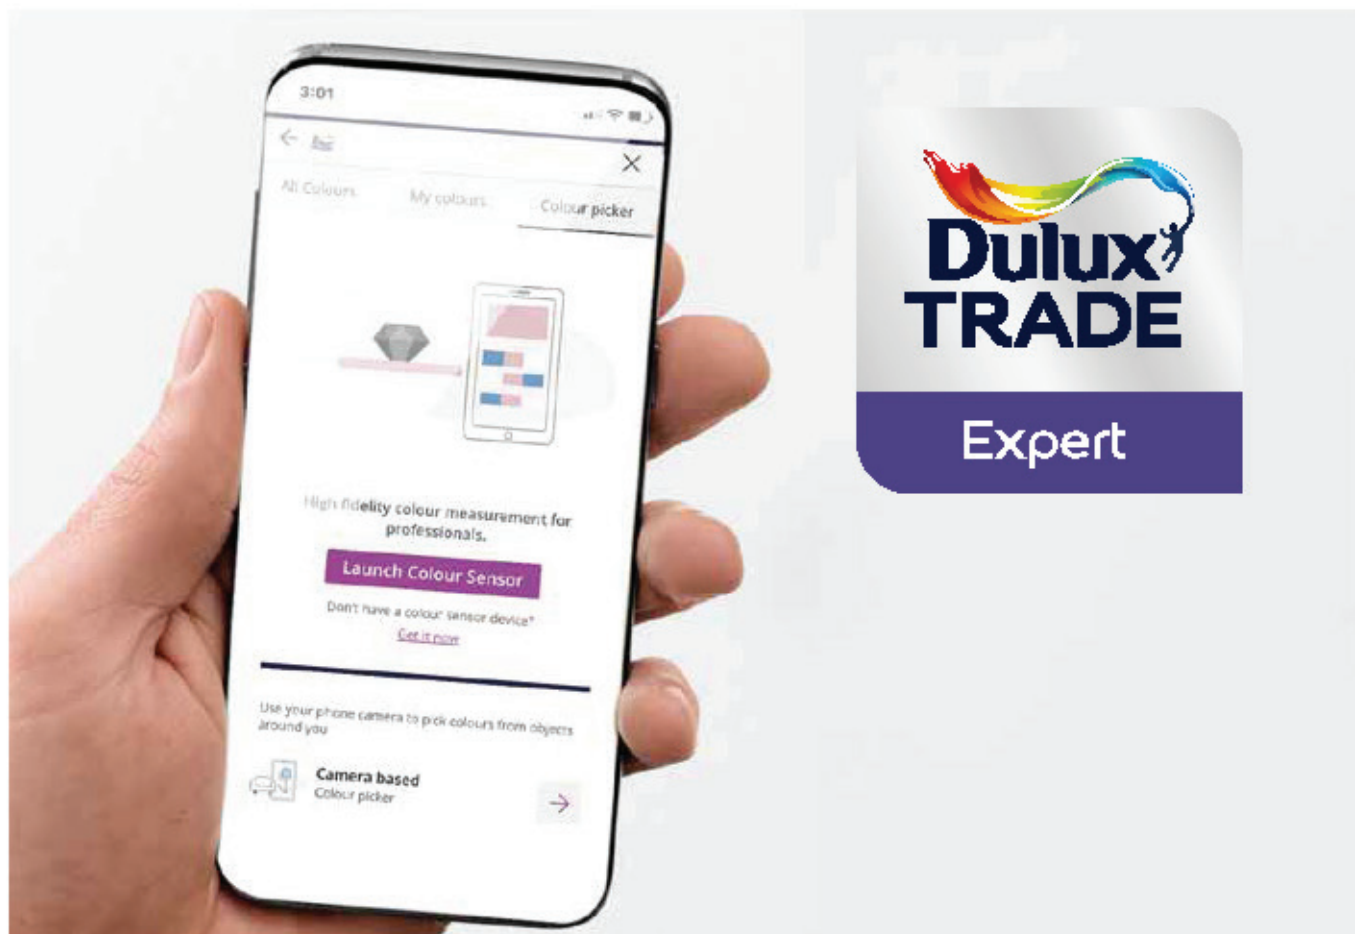 3:01
All Colours
My colours
Colour picker
High fidelity colour measurement for
professionals.
Launch Colour Sensor
Don't have a colour sensor device*
Get it now
Use your phone camera to pick colours from objects
around you
Camera based
Colour picker
Dulux
TRADE
Expert